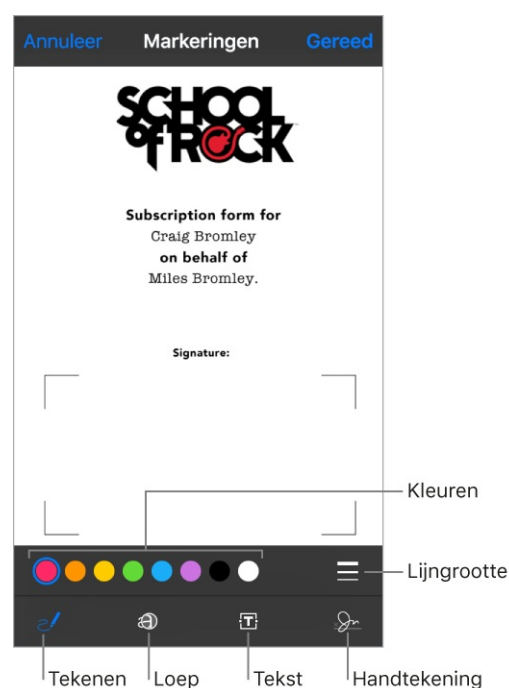 Annuleer Markeringen Gereed
SCHOOL
of ROCK
Subscription form for
Craig Bromley
on behalf of
Miles Bromley.
Signature:
Kleuren
Lijngrootte
T
Tekenen Loep Tekst Handtekening